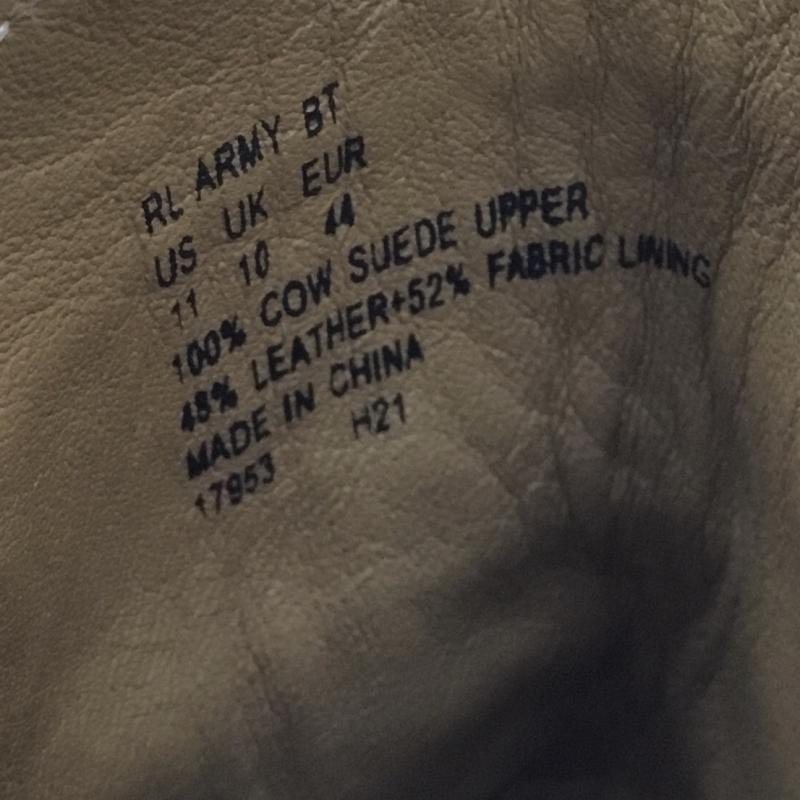 RL ARMY BT
US UK EUR
11 10 44
100% COW SUEDE UPPER
48% LEATHER+52% FABRIC LINING
MADE IN CHINA
17953 H21